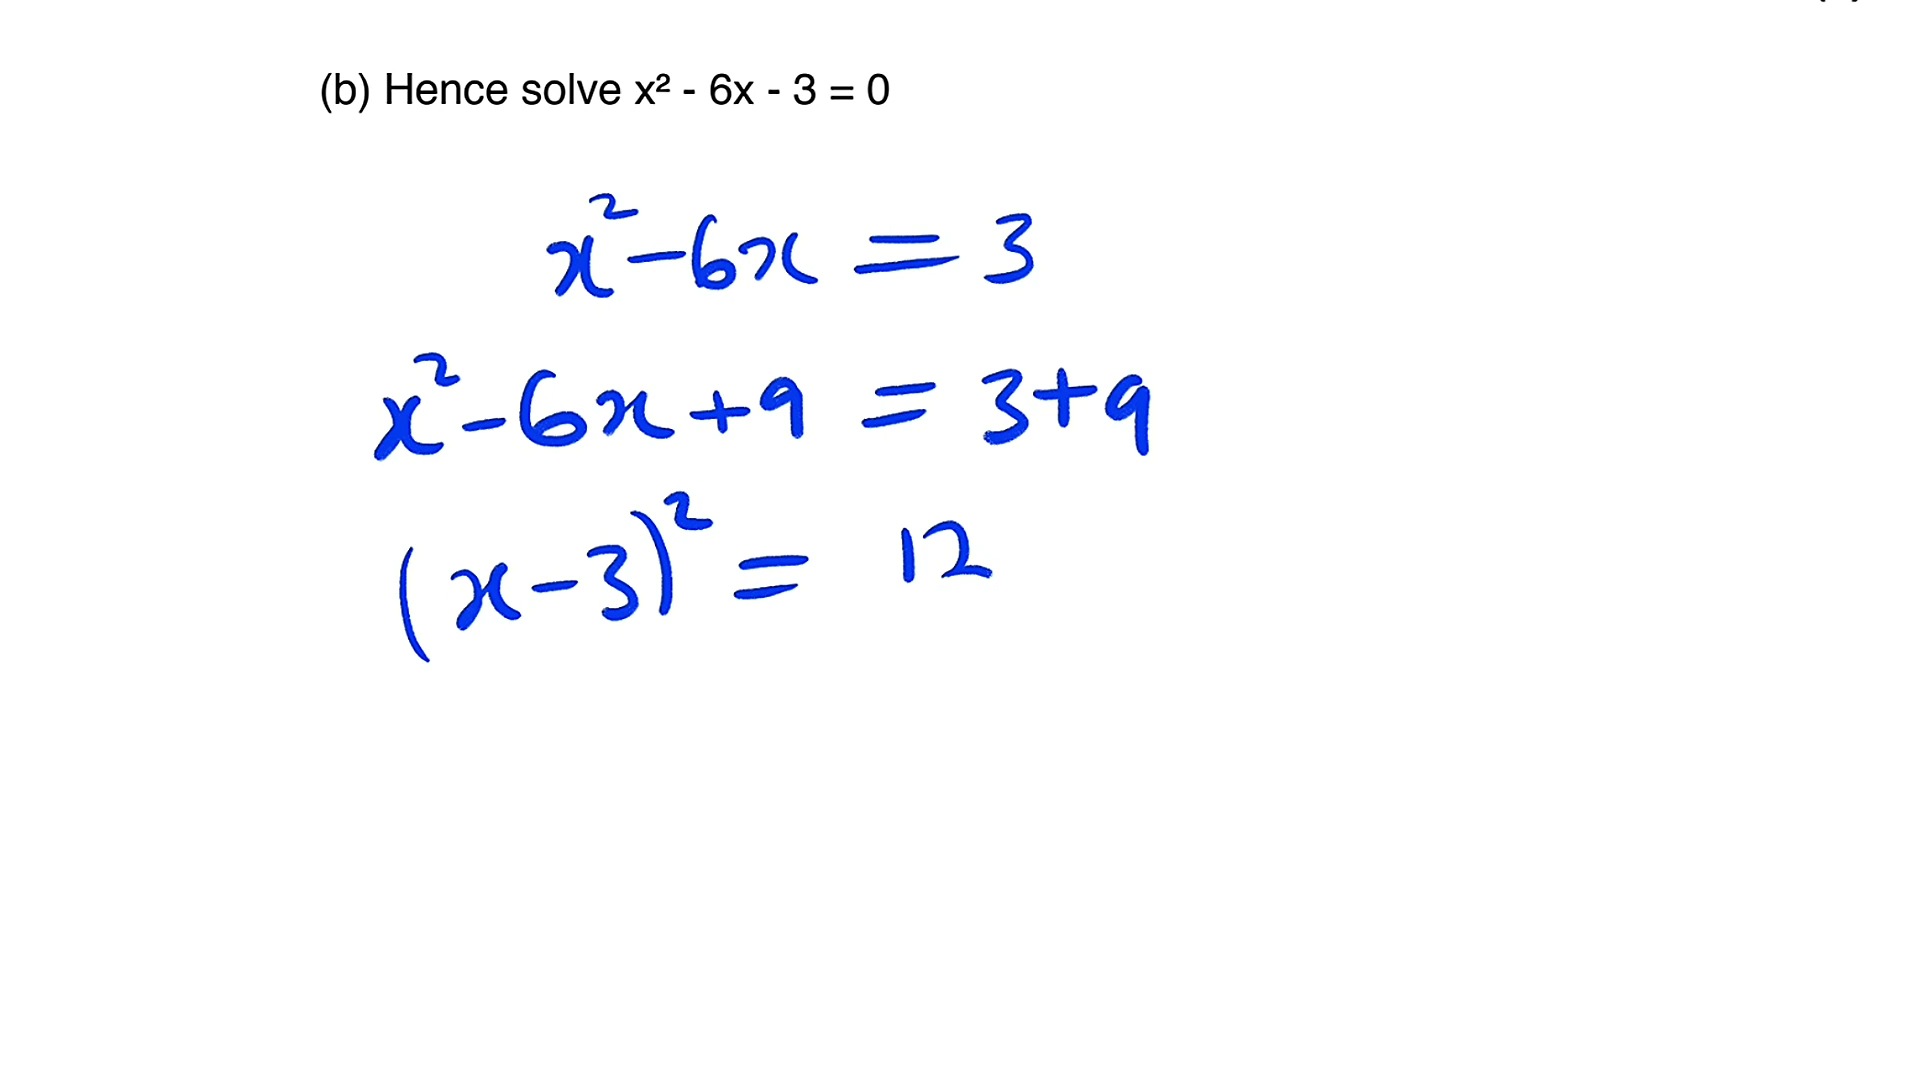 (b) Hence solve x² - 6x - 3 = 0
x² - 6x = 3
x² - 6x + 9 = 3 + 9
(x - 3)² = 12